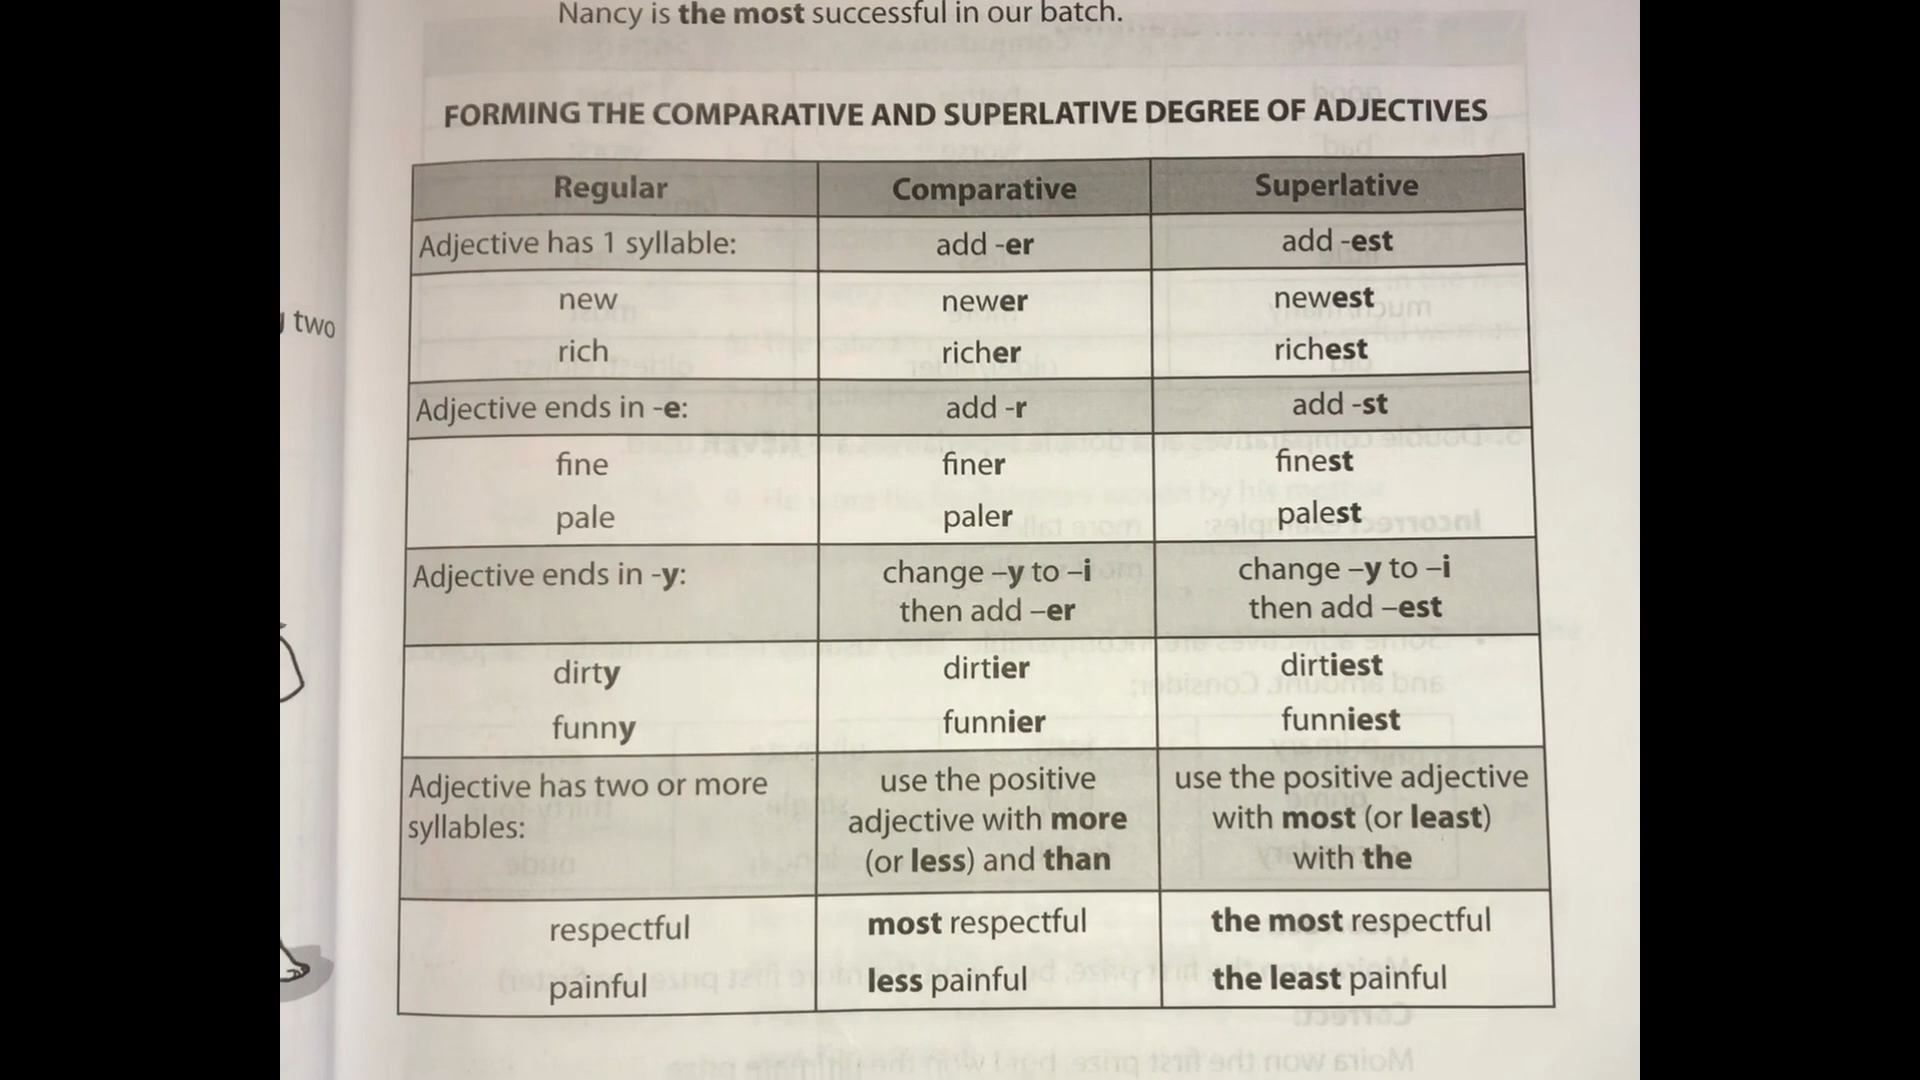 Nancy is the most successful in our batch.
FORMING THE COMPARATIVE AND SUPERLATIVE DEGREE OF ADJECTIVES
Regular Comparative Superlative
Adjective has 1 syllable: add -er add -est
new newer newest
rich richer richest
Adjective ends in -e: add -r add -st
fine finer finest
pale paler palest
Adjective ends in -y: change –y to –i change –y to –i
then add –er then add –est
dirty dirtier dirtiest
funny funnier funniest
Adjective has two or more use the positive use the positive adjective
syllables: adjective with more with most (or least)
(or less) and than with the
respectful most respectful the most respectful
painful less painful the least painful
two